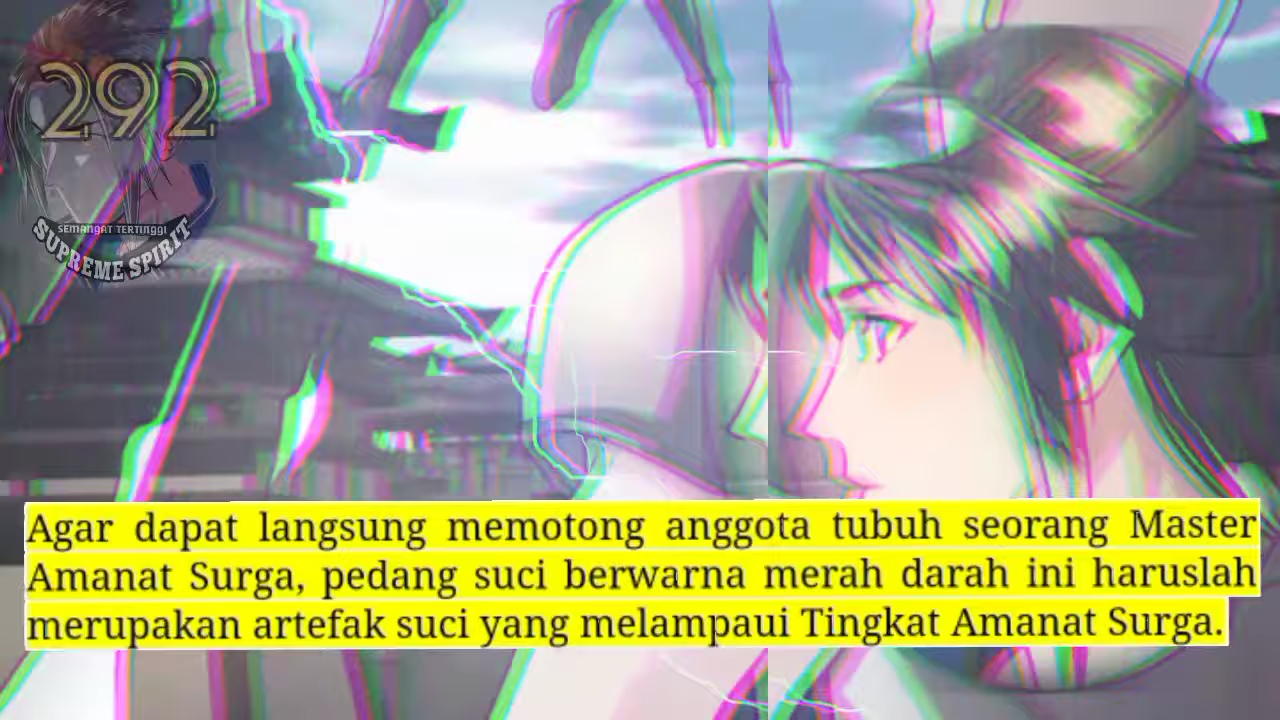 292
SEMANGAT TERTINGGI
SUPREME SPIRIT
Agar dapat langsung memotong anggota tubuh seorang Master
Amanat Surga, pedang suci berwarna merah darah ini haruslah
merupakan artefak suci yang melampaui Tingkat Amanat Surga.